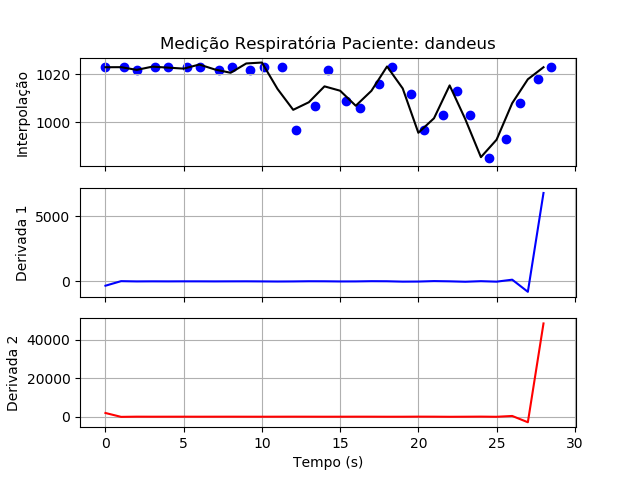 Medição Respiratória Paciente: dandeus
1020
1000
Interpolação
5000
0
Derivada 1
40000
20000
0
Derivada 2
0 5 10 15 20 25 30
Tempo (s)